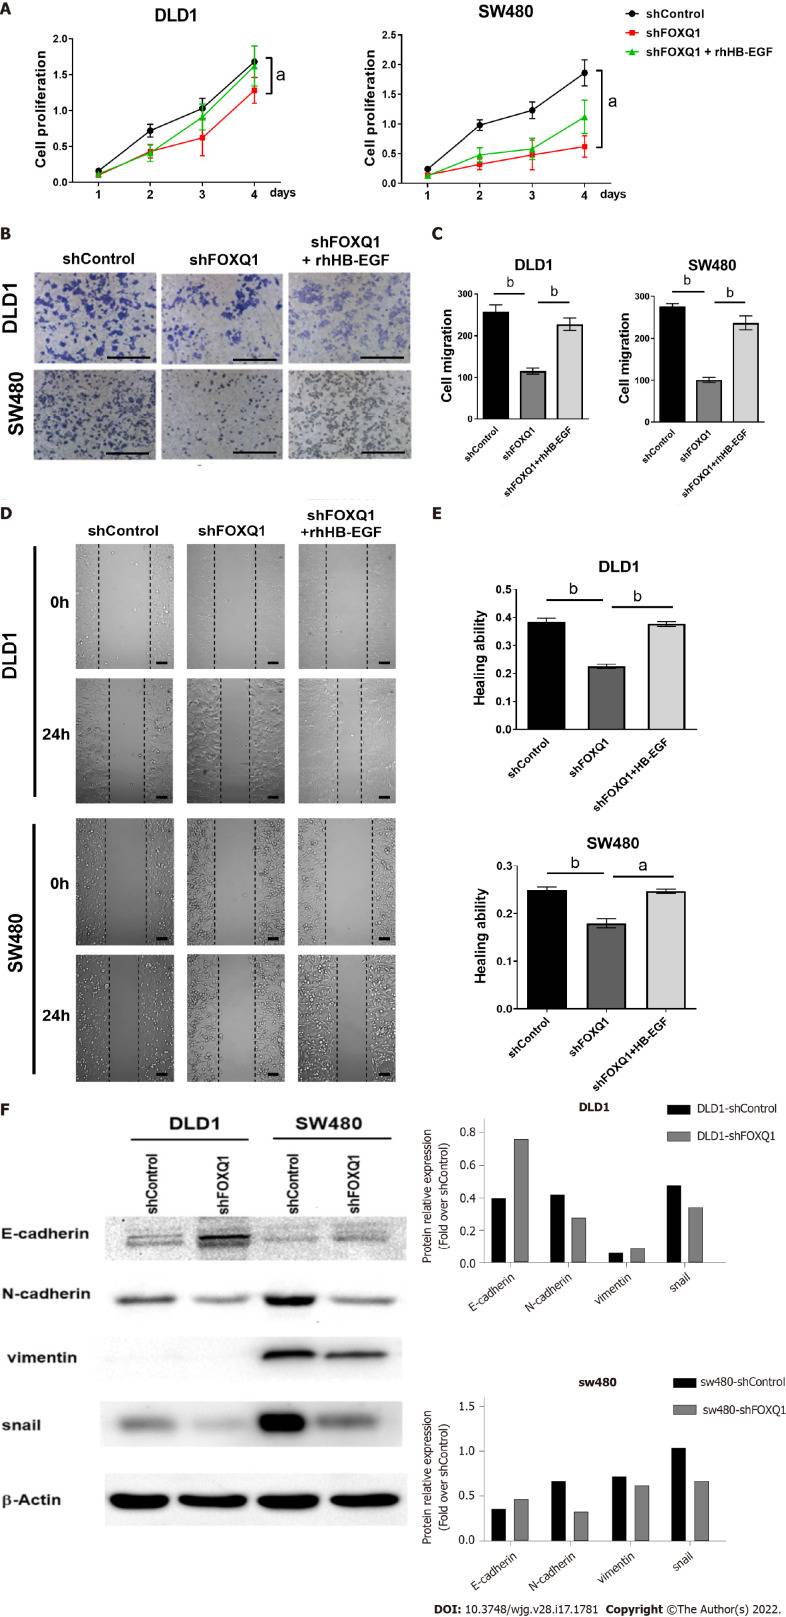 A
DLD1
SW480
shControl
shFOXQ1
shFOXQ1 + rhHB-EGF
Cell proliferation
2.0
1.5
1.0
0.5
0.0
a
1 2 3 4 days
Cell proliferation
2.5
2.0
1.5
1.0
0.5
0.0
a
1 2 3 4 days
B
shControl
shFOXQ1
shFOXQ1
+ rhHB-EGF
DLD1
SW480
C
DLD1
b
b
Cell migration
300
200
100
0
shControl
shFOXQ1
shFOXQ1+rhHB-EGF
SW480
b
b
Cell migration
300
200
100
0
shControl
shFOXQ1
shFOXQ1+rhHB-EGF
D
shControl
shFOXQ1
shFOXQ1
+rhHB-EGF
DLD1
0h
24h
SW480
0h
24h
E
DLD1
b
b
Healing ability
0.5
0.4
0.3
0.2
0.1
0.0
shControl
shFOXQ1
shFOXQ1+HB-EGF
SW480
b
a
Healing ability
0.3
0.2
0.1
0.0
shControl
shFOXQ1
shFOXQ1+HB-EGF
F
DLD1
SW480
shControl
shFOXQ1
shControl
shFOXQ1
E-cadherin
N-cadherin
vimentin
snail
β-Actin
DLD1
DLD1-shControl
DLD1-shFOXQ1
Protein relative expression
(Fold over shControl)
0.8
0.6
0.4
0.2
0.0
E-cadherin
N-cadherin
vimentin
snail
sw480
sw480-shControl
sw480-shFOXQ1
Protein relative expression
(Fold over shControl)
1.5
1.0
0.5
0.0
E-cadherin
N-cadherin
vimentin
snail
DOI: 10.3748/wjg.v28.i17.1781 Copyright ©The Author(s) 2022.